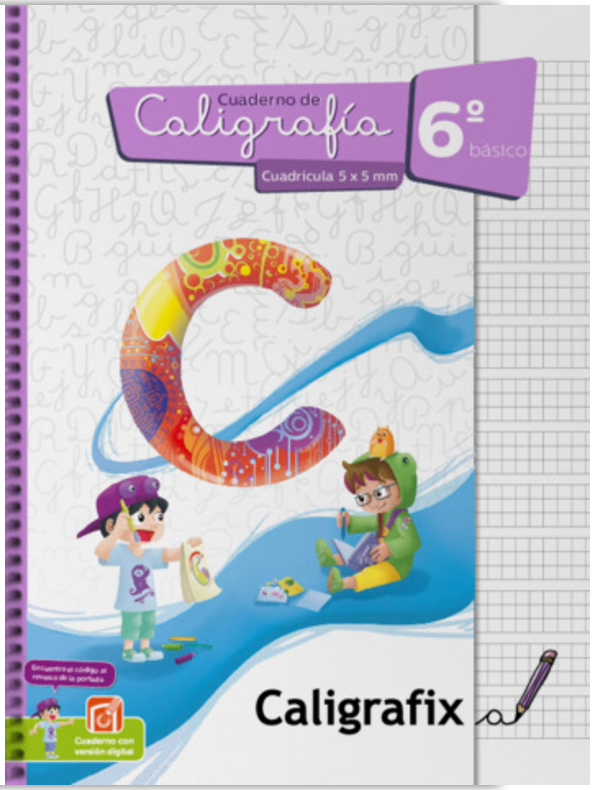 Cuaderno de
Caligrafía
6º
básico
Cuadrícula 5 x 5 mm
C
Encuentra el código al
reverso de la portada
Cuaderno con
versión digital
Caligrafix